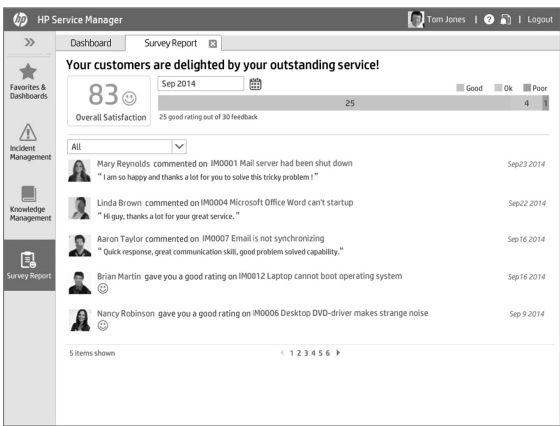 hp HP Service Manager
Tom Jones | ? | Logout
>>
Dashboard
Survey Report
Favorites &
Dashboards
Incident
Management
Knowledge
Management
Survey Report
Your customers are delighted by your outstanding service!
83
Overall Satisfaction
Sep 2014
Good Ok Poor
25 4 1
25 good rating out of 30 feedback
All
Mary Reynolds commented on IM0001 Mail server had been shut down Sep23 2014
" I am so happy and thanks a lot for you to solve this tricky problem ! "
Linda Brown commented on IM0004 Microsoft Office Word can't startup Sep22 2014
" Hi guy, thanks a lot for your great service. "
Aaron Taylor commented on IM0007 Email is not synchronizing Sep16 2014
" Quick response, great communication skill, good problem solved capability."
Brian Martin gave you a good rating on IM0012 Laptop cannot boot operating system Sep16 2014
Nancy Robinson gave you a good rating on IM0006 Desktop DVD-driver makes strange noise Sep 9 2014
5 items shown
1 2 3 4 5 6